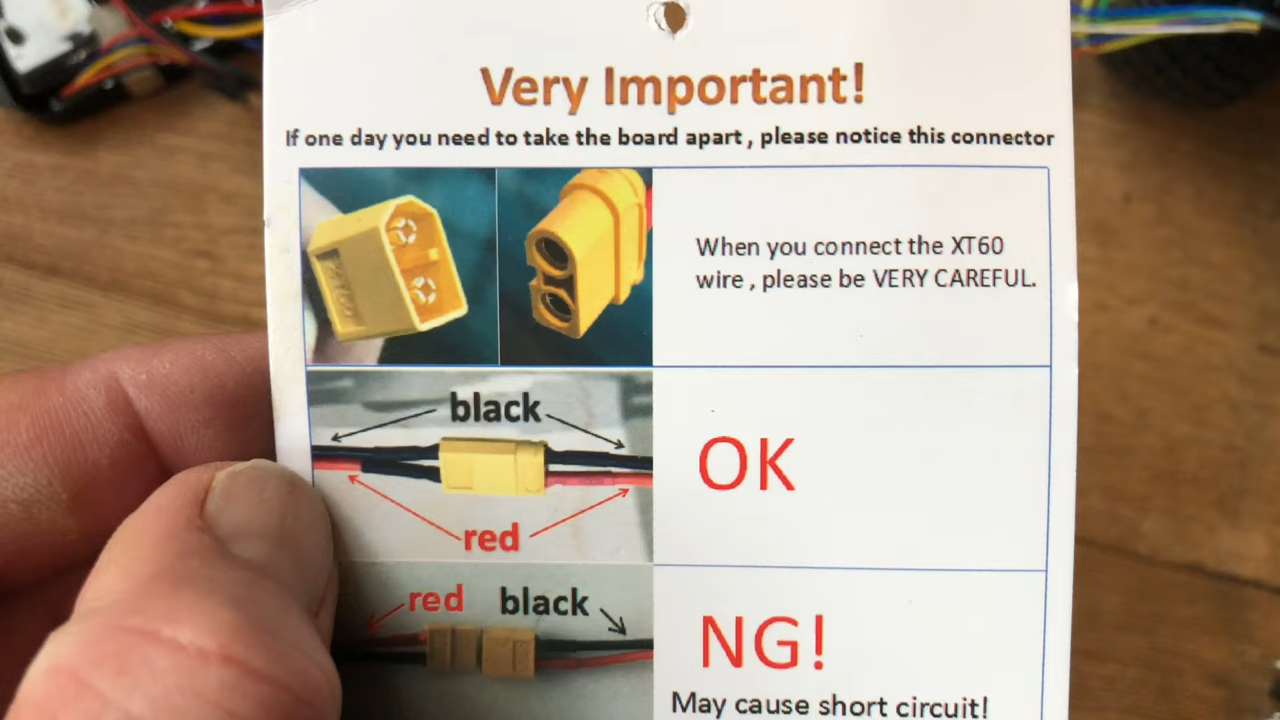 Very Important!
If one day you need to take the board apart , please notice this connector
When you connect the XT60
wire , please be VERY CAREFUL.
black
OK
red
red black
NG!
May cause short circuit!